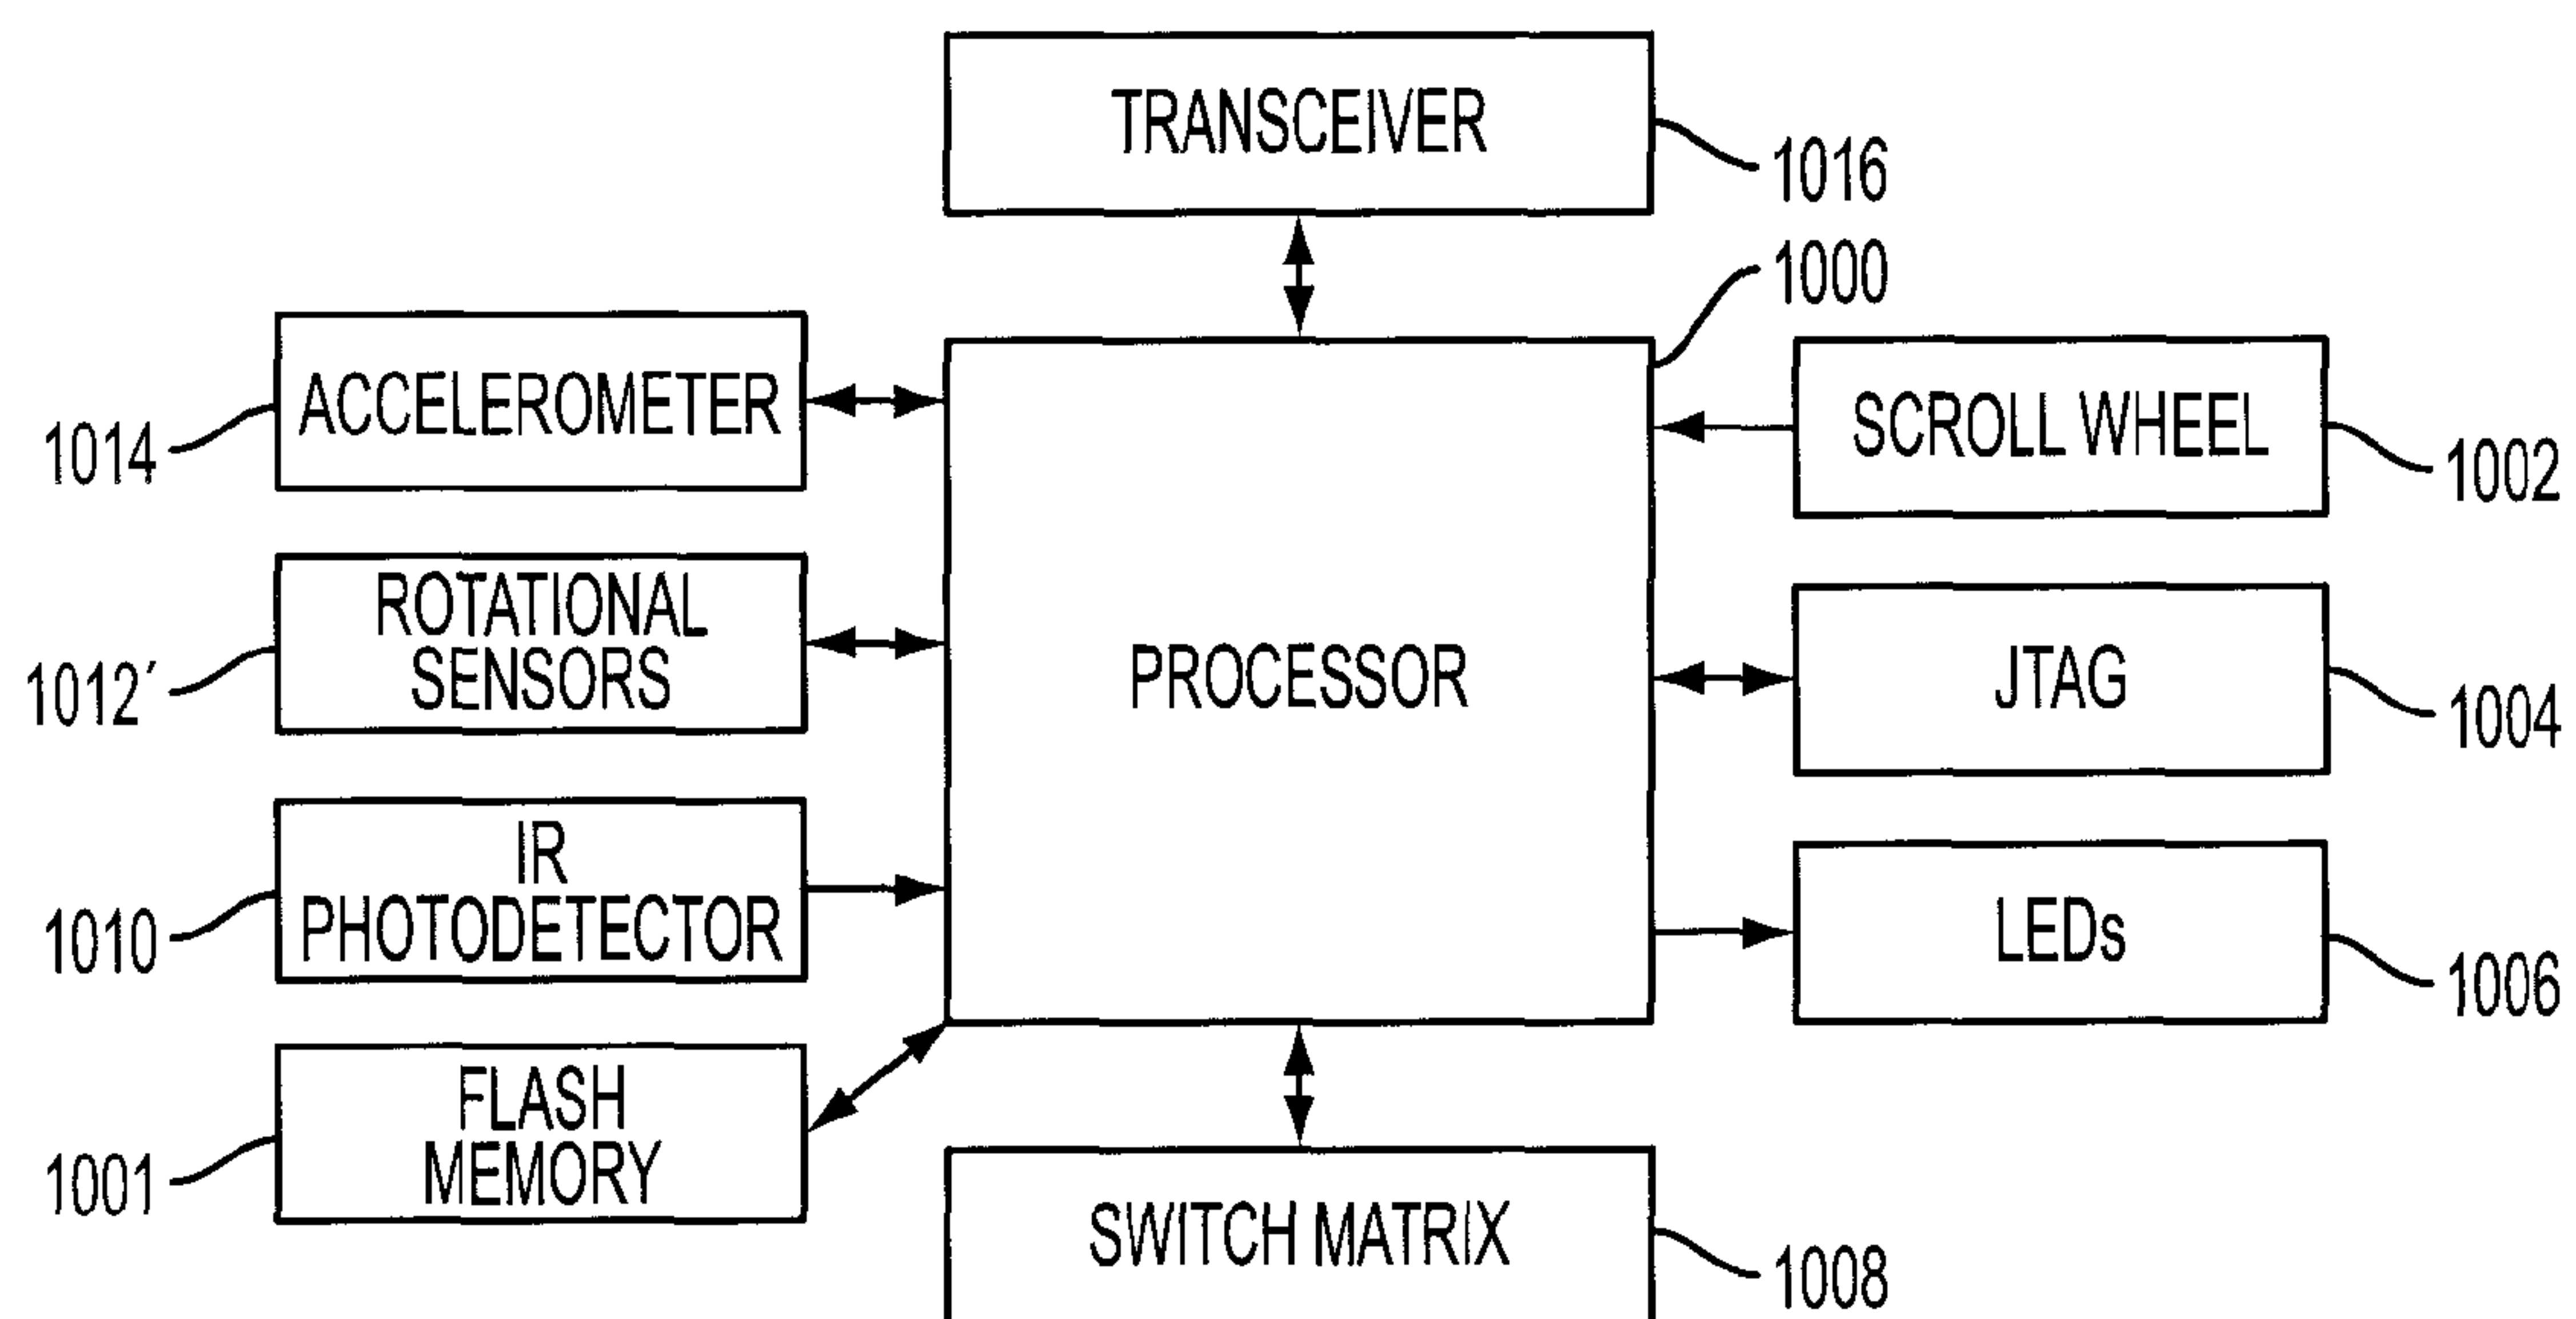 TRANSCEIVER
1016
1000
ACCELEROMETER
1014
SCROLL WHEEL
1002
ROTATIONAL
SENSORS
1012′
PROCESSOR
JTAG
1004
IR
PHOTODETECTOR
1010
LEDs
1006
FLASH
MEMORY
1001
SWITCH MATRIX
1008